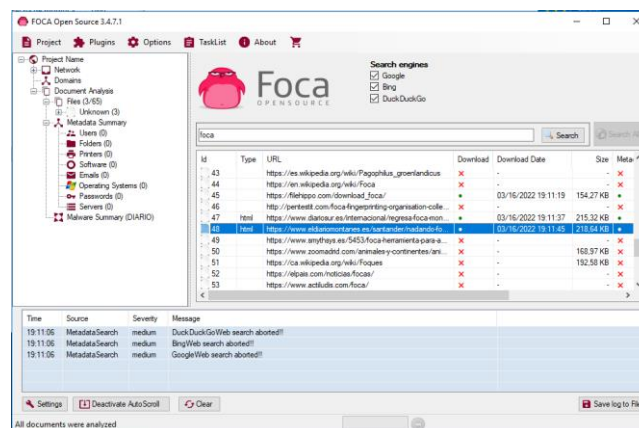 FOCA Open Source 3.4.7.1
Project Plugins Options TaskList About
Project Name
Network
Domains
Document Analysis
Files (3/65)
Unknown (3)
Metadata Summary
Users (0)
Folders (0)
Printers (0)
Software (0)
Emails (0)
Operating Systems (0)
Passwords (0)
Servers (0)
Malware Summary (DIARIO)
Foca
OPENSOURCE
Search engines
Google
Bing
DuckDuckGo
foca
Search
Id Type URL Download Download Date Size
43 https://es.wikipedia.org/wiki/Pagophilus_groenlandicus - -
44 https://en.wikipedia.org/wiki/Foca - -
45 https://filehippo.com/download_foca/ 03/16/2022 19:11:19 154,27 KB
46 http://pentestit.com/foca-fingerprinting-organisation-colle... - -
47 html https://www.diariosur.es/internacional/regresa-foca-mon... 03/16/2022 19:11:37 215,32 KB
48 html https://www.eldiariomontanes.es/santander/nadando-fo... 03/16/2022 19:11:45 218,64 KB
49 https://www.smythsys.es/5453/foca-herramienta-para-a... - -
50 https://www.zoomadrid.com/animales-y-continentes/ani... - 168,97 KB
51 https://ca.wikipedia.org/wiki/Foques - 192,58 KB
52 https://elpais.com/noticias/focas/ - -
53 https://www.actiludis.com/foca/ - -
Time Source Severity Message
19:11:06 MetadataSearch medium DuckDuckGoWeb search aborted!!
19:11:06 MetadataSearch medium BingWeb search aborted!!
19:11:06 MetadataSearch medium GoogleWeb search aborted!!
Settings Deactivate AutoScroll Clear Save log to File
All documents were analyzed